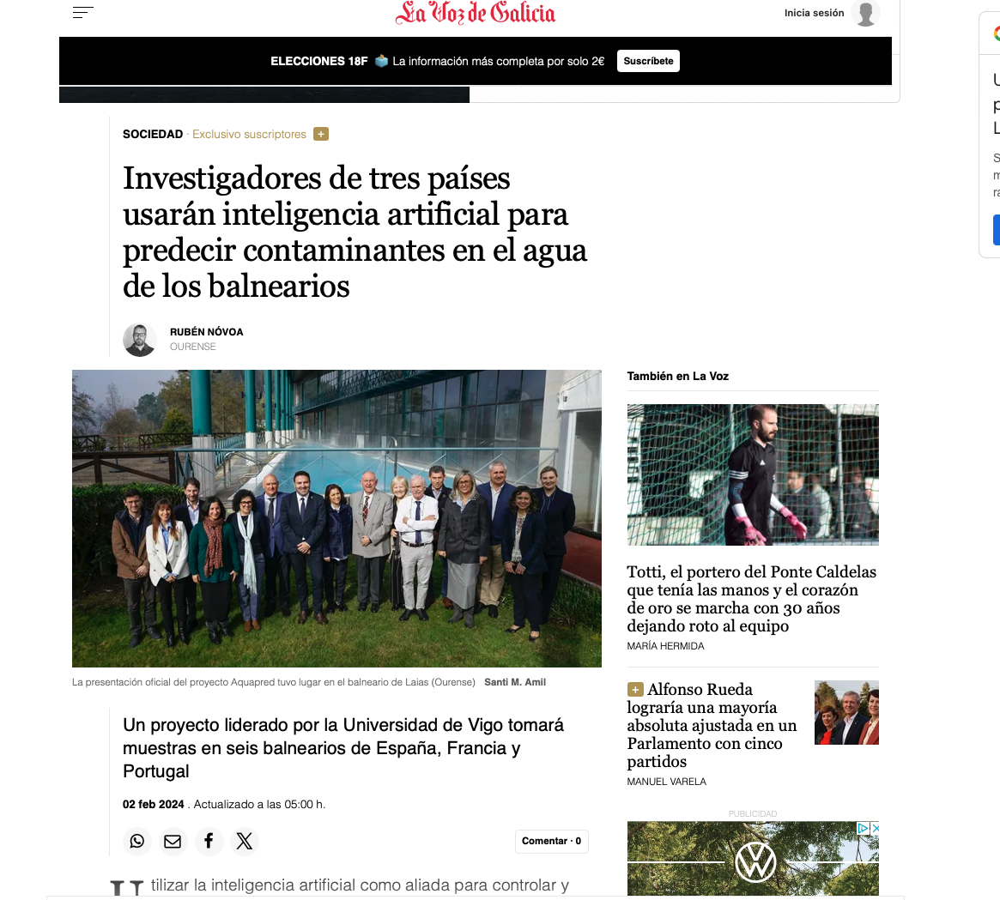 La Voz de Galicia
Inicia sesión
ELECCIONES 18F La información más completa por solo 2€ Suscríbete
SOCIEDAD · Exclusivo suscriptores +
Investigadores de tres países
usarán inteligencia artificial para
predecir contaminantes en el agua
de los balnearios
RUBÉN NÓVOA
OURENSE
La presentación oficial del proyecto Aquapred tuvo lugar en el balneario de Laias (Ourense) Santi M. Amil
Un proyecto liderado por la Universidad de Vigo tomará
muestras en seis balnearios de España, Francia y
Portugal
02 feb 2024 . Actualizado a las 05:00 h.
Comentar · 0
tilizar la inteligencia artificial como aliada para controlar y
También en La Voz
Totti, el portero del Ponte Caldelas
que tenía las manos y el corazón
de oro se marcha con 30 años
dejando roto al equipo
MARÍA HERMIDA
+ Alfonso Rueda
lograría una mayoría
absoluta ajustada en un
Parlamento con cinco
partidos
MANUEL VARELA
PUBLICIDAD